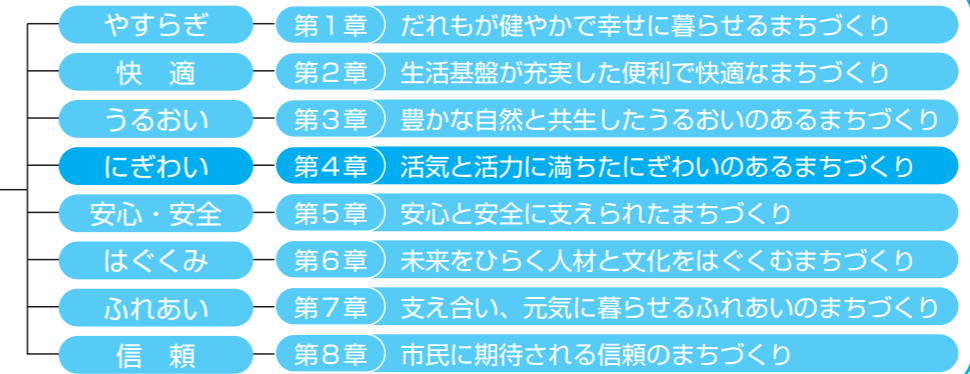 やすらぎ 第1章 だれもが健やかで幸せに暮らせるまちづくり
快 適 第2章 生活基盤が充実した便利で快適なまちづくり
うるおい 第3章 豊かな自然と共生したうるおいのあるまちづくり
にぎわい 第4章 活気と活力に満ちたにぎわいのあるまちづくり
安心・安全 第5章 安心と安全に支えられたまちづくり
はぐくみ 第6章 未来をひらく人材と文化をはぐくむまちづくり
ふれあい 第7章 支え合い、元気に暮らせるふれあいのまちづくり
信 頼 第8章 市民に期待される信頼のまちづくり